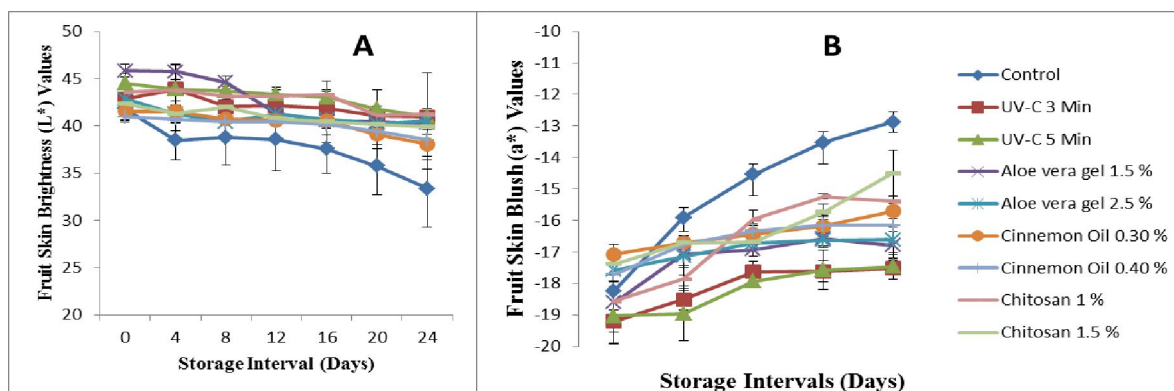 A
Fruit Skin Brightness (L*) Values
50
45
40
35
30
25
20
0 4 8 12 16 20 24
Storage Interval (Days)
B
Fruit Skin Blush (a*) Values
-10
-11
-12
-13
-14
-15
-16
-17
-18
-19
-20
Storage Intervals (Days)
Control
UV-C 3 Min
UV-C 5 Min
Aloe vera gel 1.5 %
Aloe vera gel 2.5 %
Cinnemon Oil 0.30 %
Cinnemon Oil 0.40 %
Chitosan 1 %
Chitosan 1.5 %